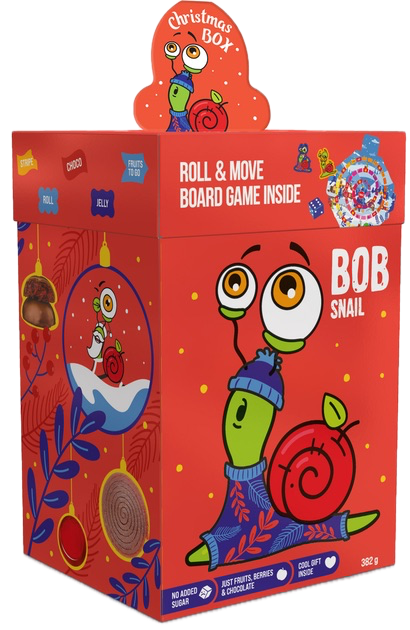 Christmas
BOX
STRIPE
CHOCO
FRUITS
TO GO
ROLL
JELLY
ROLL & MOVE
BOARD GAME INSIDE
BOB
SNAIL
382 g
NO ADDED
SUGAR
JUST FRUITS, BERRIES
& CHOCOLATE
COOL GIFT
INSIDE